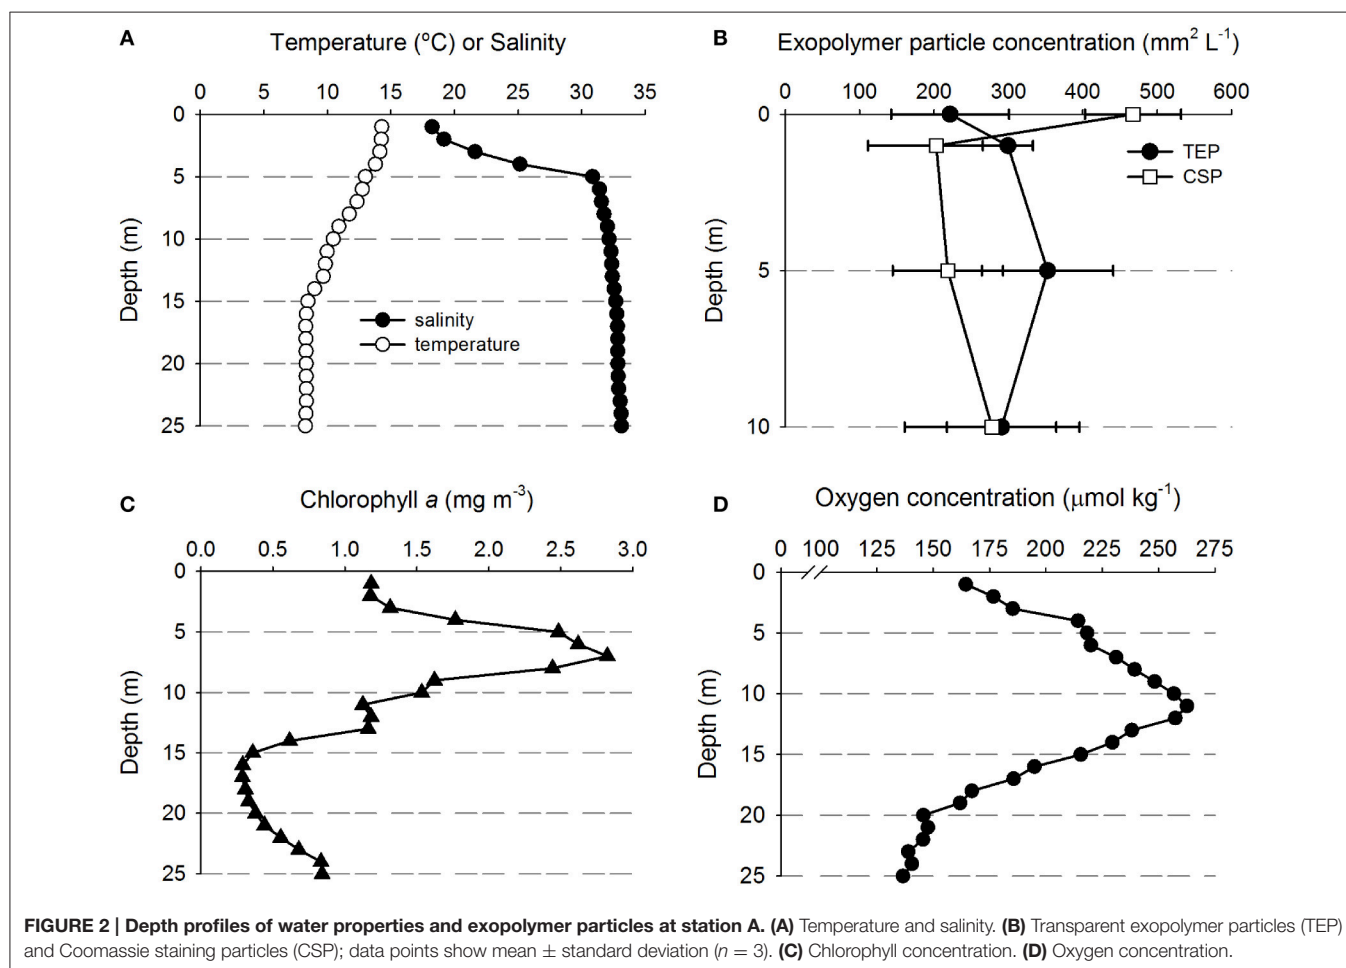 A
Temperature (ºC) or Salinity
0 5 10 15 20 25 30 35
0
5
10
15
20
25
Depth (m)
salinity
temperature
B
Exopolymer particle concentration (mm² L⁻¹)
0 100 200 300 400 500 600
0
5
10
Depth (m)
TEP
CSP
C
Chlorophyll a (mg m⁻³)
0.0 0.5 1.0 1.5 2.0 2.5 3.0
0
5
10
15
20
25
Depth (m)
D
Oxygen concentration (μmol kg⁻¹)
0 100 125 150 175 200 225 250 275
0
5
10
15
20
25
Depth (m)
FIGURE 2 | Depth profiles of water properties and exopolymer particles at station A. (A) Temperature and salinity. (B) Transparent exopolymer particles (TEP)
and Coomassie staining particles (CSP); data points show mean ± standard deviation (n = 3). (C) Chlorophyll concentration. (D) Oxygen concentration.